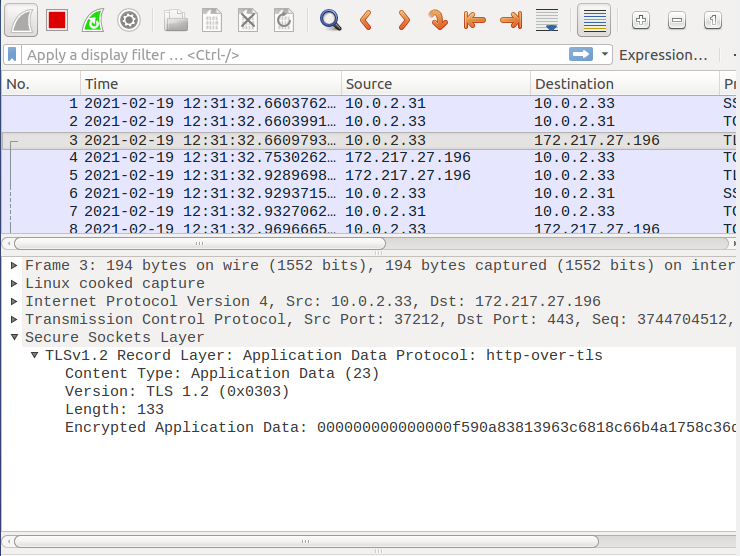 Apply a display filter … <Ctrl-/> Expression…
No. Time Source Destination
1 2021-02-19 12:31:32.6603762… 10.0.2.31 10.0.2.33
2 2021-02-19 12:31:32.6603991… 10.0.2.33 10.0.2.31
3 2021-02-19 12:31:32.6609793… 10.0.2.33 172.217.27.196
4 2021-02-19 12:31:32.7530262… 172.217.27.196 10.0.2.33
5 2021-02-19 12:31:32.9289698… 172.217.27.196 10.0.2.33
6 2021-02-19 12:31:32.9293715… 10.0.2.33 10.0.2.31
7 2021-02-19 12:31:32.9327062… 10.0.2.31 10.0.2.33
8 2021-02-19 12:31:32.9696665… 10.0.2.33 172.217.27.196
Frame 3: 194 bytes on wire (1552 bits), 194 bytes captured (1552 bits) on inter
Linux cooked capture
Internet Protocol Version 4, Src: 10.0.2.33, Dst: 172.217.27.196
Transmission Control Protocol, Src Port: 37212, Dst Port: 443, Seq: 3744704512,
Secure Sockets Layer
TLSv1.2 Record Layer: Application Data Protocol: http-over-tls
Content Type: Application Data (23)
Version: TLS 1.2 (0x0303)
Length: 133
Encrypted Application Data: 000000000000000f590a83813963c6818c66b4a1758c36